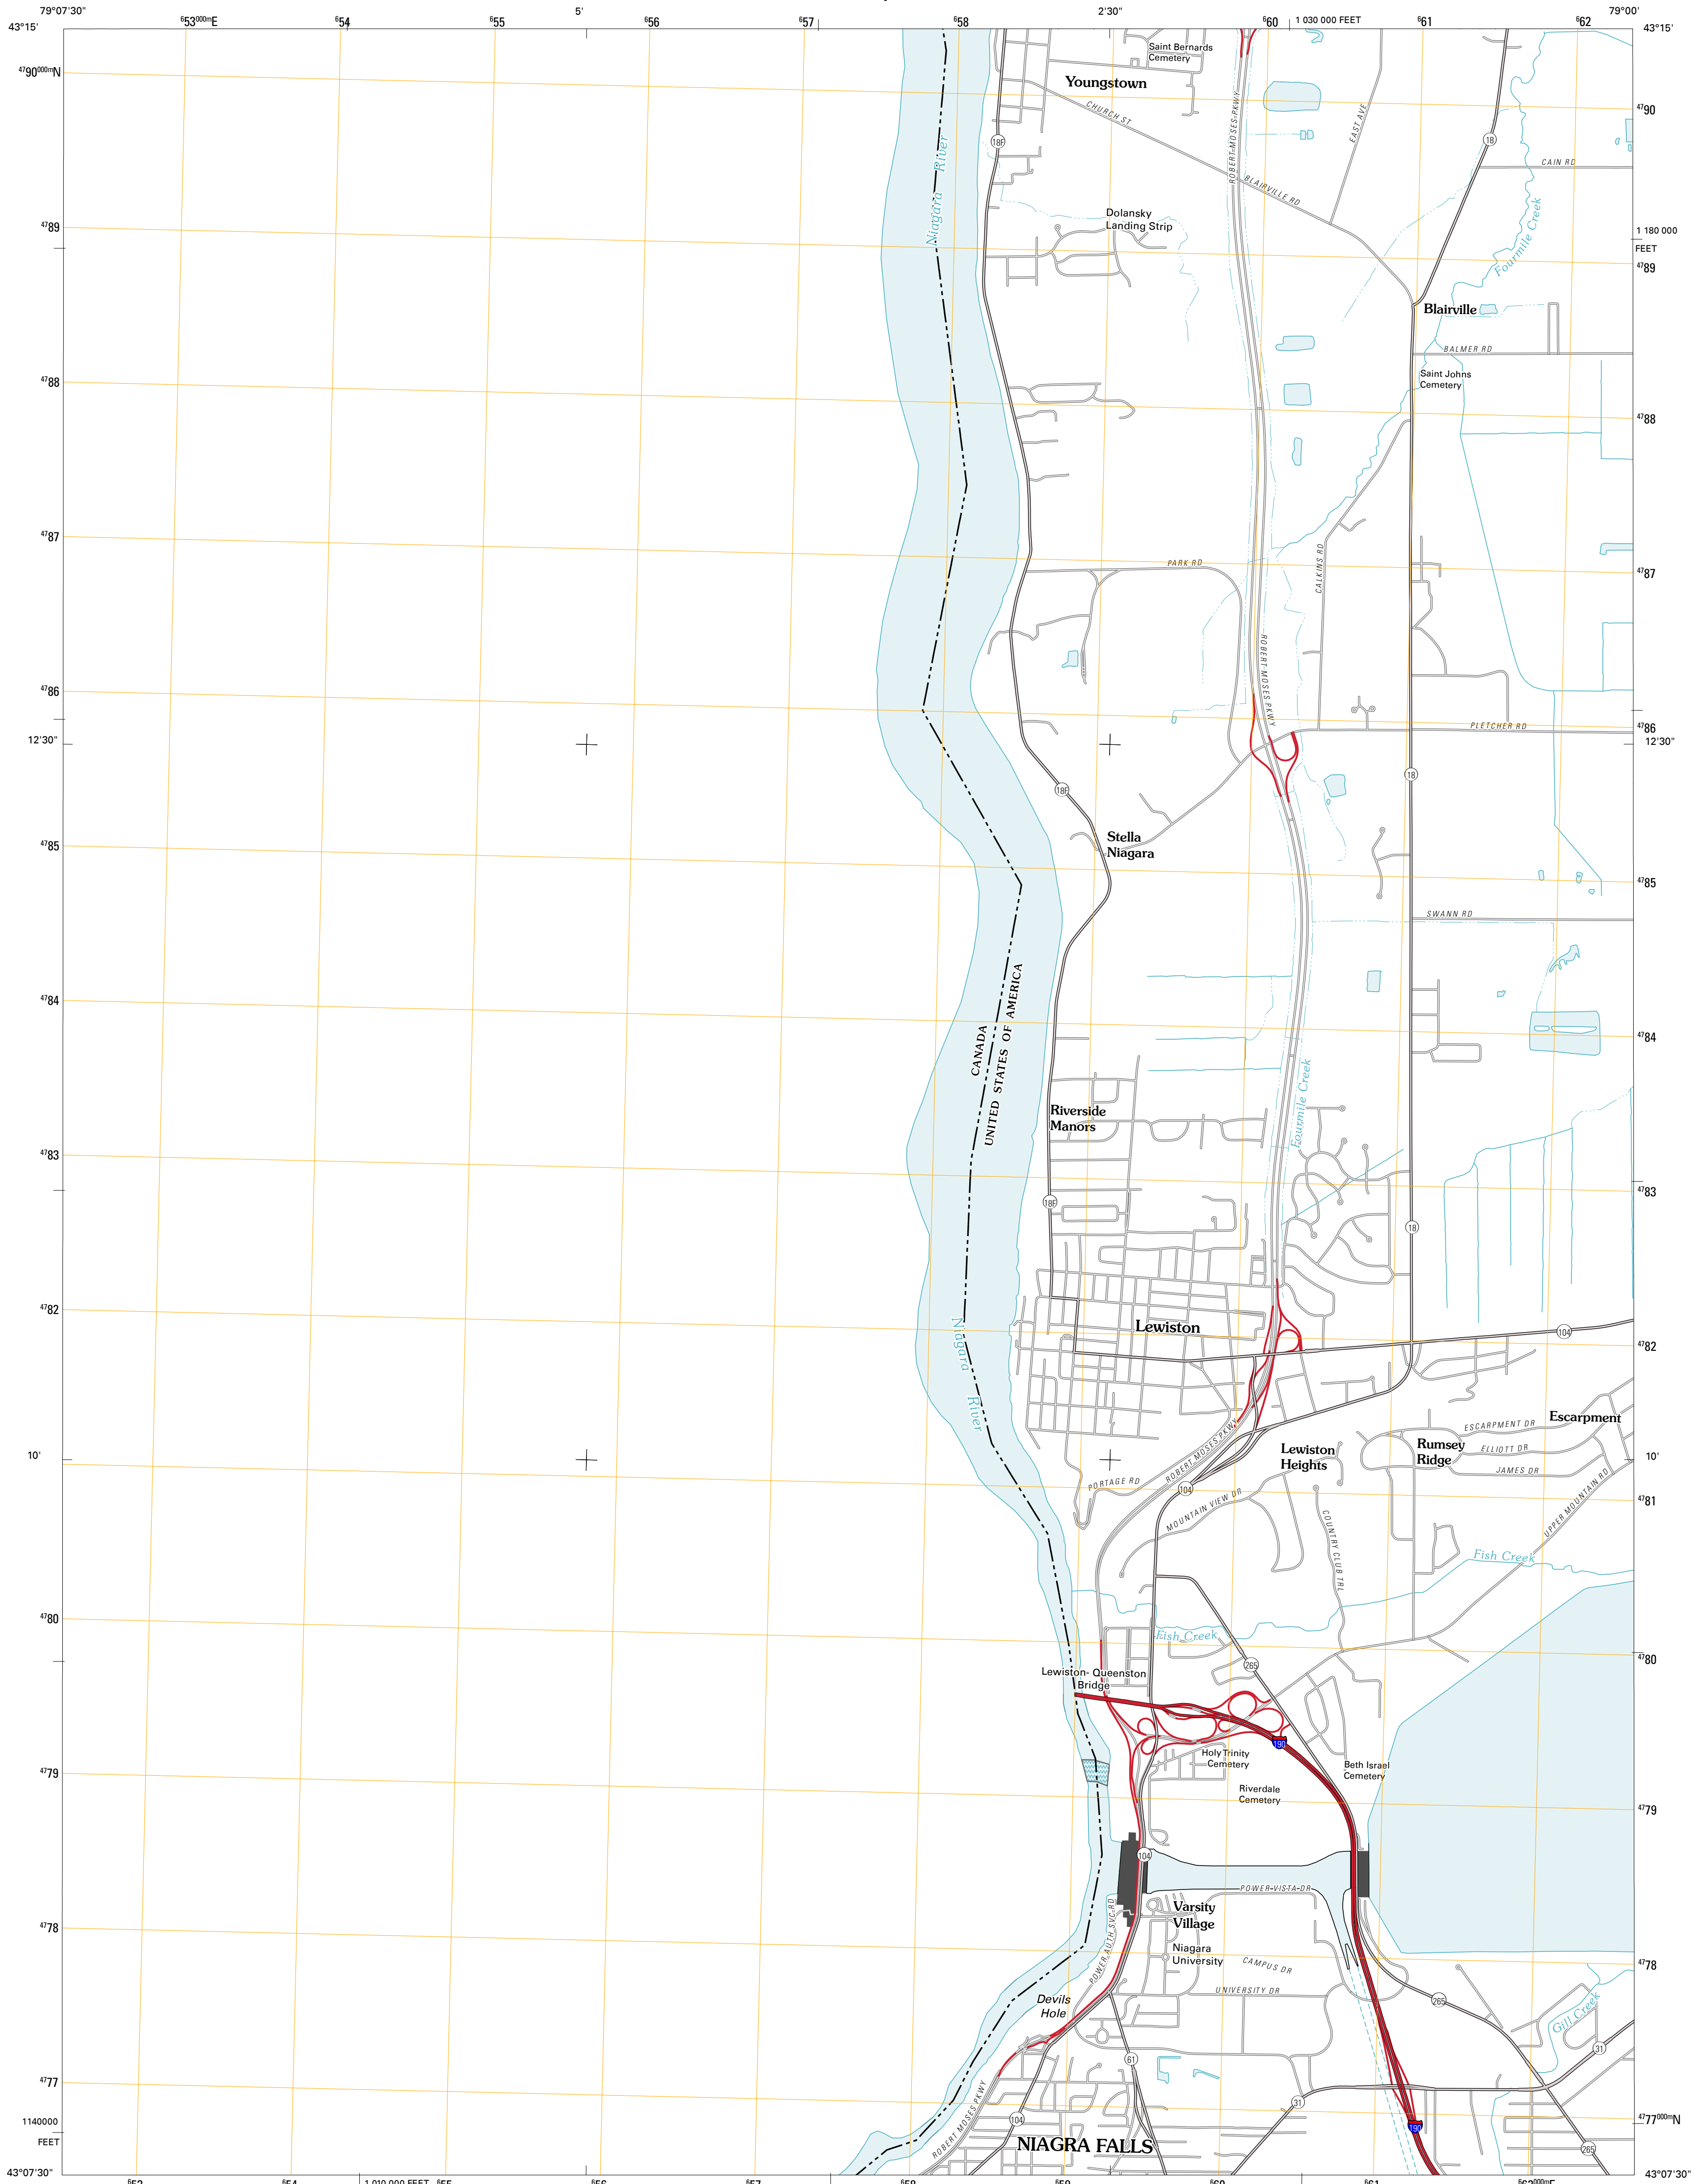 79°07'30"
⁶53⁰⁰⁰ᵐE
⁶54
⁶55
5'
⁶56
⁶57
⁶58
2'30"
⁶60
1 030 000 FEET
⁶61
⁶62
79°00'
43°15'
43°15'
⁴⁷90⁰⁰⁰ᵐN
Saint Bernards
Cemetery
Youngstown
CHURCH ST
ROBERT MOSES PKWY
EAST AVE
⁴⁷90
18F
18
CAIN RD
Niagara River
BLAIRVILLE RD
Fourmile Creek
Dolansky
Landing Strip
⁴⁷89
1 180 000
FEET
⁴⁷89
Blairville
BALMER RD
Saint Johns
Cemetery
⁴⁷88
⁴⁷88
⁴⁷87
PARK RD
CALKINS RD
⁴⁷87
ROBERT MOSES PKWY
⁴⁷86
PLETCHER RD
⁴⁷86
12'30"
12'30"
18F
18
Stella
Niagara
⁴⁷85
⁴⁷85
SWANN RD
CANADA
UNITED STATES OF AMERICA
⁴⁷84
⁴⁷84
Fourmile Creek
Riverside
Manors
⁴⁷83
⁴⁷83
18F
18
⁴⁷82
Lewiston
104
⁴⁷82
Niagara River
Escarpment
ESCARPMENT DR
ROBERT MOSES PKWY
Lewiston
Heights
Rumsey
Ridge
ELLIOTT DR
10'
10'
JAMES DR
PORTAGE RD
104
MOUNTAIN VIEW DR
COUNTRY CLUB TRL
UPPER MOUNTAIN RD
⁴⁷81
Fish Creek
⁴⁷80
Fish Creek
⁴⁷80
265
Lewiston- Queenston
Bridge
190
Holy Trinity
Cemetery
Beth Israel
Cemetery
⁴⁷79
Riverdale
Cemetery
⁴⁷79
104
POWER VISTA DR
Varsity
Village
POWER AUTH SVC RD
⁴⁷78
Niagara
University
CAMPUS DR
⁴⁷78
UNIVERSITY DR
Devils
Hole
265
Gill Creek
31
61
⁴⁷77
ROBERT MOSES PKWY
104
31
190
⁴⁷77⁰⁰⁰ᵐN
1140000
FEET
NIAGRA FALLS
265
43°07'30"
43°07'30"
1 010 000 FEET